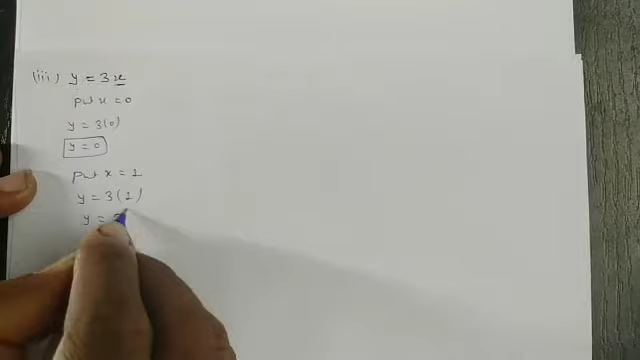 (iii) y = 3x
put x = 0
y = 3(0)
y = 0
put x = 1
y = 3(1)
y =